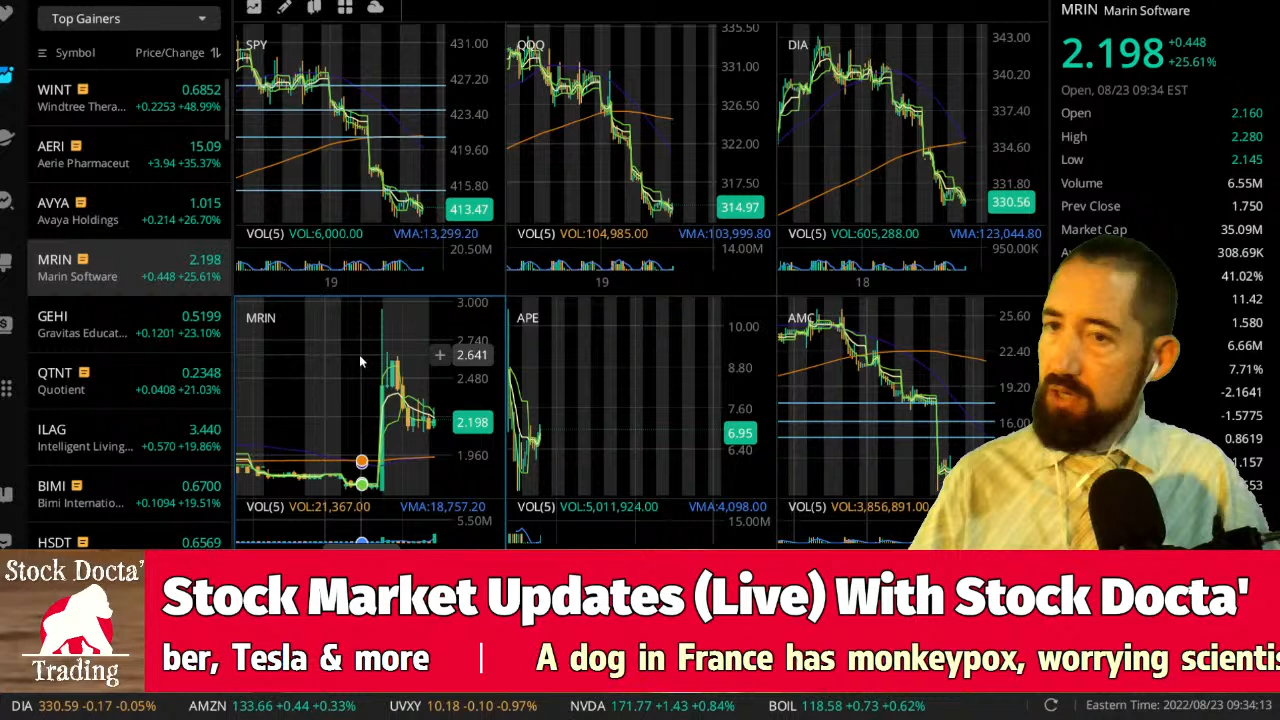 Top Gainers
Symbol Price/Change
WINT 0.6852
Windtree Thera... +0.2253 +48.99%
AERI 15.09
Aerie Pharmaceut +3.94 +35.37%
AVYA 1.015
Avaya Holdings +0.214 +26.70%
MRIN 2.198
Marin Software +0.448 +25.61%
GEHI 0.5199
Gravitas Educat... +0.1201 +23.10%
QTNT 0.2348
Quotient +0.0408 +21.03%
ILAG 3.440
Intelligent Living... +0.570 +19.86%
BIMI 0.6700
Bimi Internatio... +0.1094 +19.51%
HSDT 0.6569
SPY
431.00
427.20
423.40
419.60
415.80
413.47
VOL(5) VOL:6,000.00 VMA:13,299.20
20.50M
19
QQQ
335.50
331.00
326.50
322.00
317.50
314.97
VOL(5) VOL:104,985.00 VMA:103,999.80
14.00M
19
DIA
343.00
340.20
337.40
334.60
331.80
330.56
VOL(5) VOL:605,288.00 VMA:123,044.80
950.00K
18
MRIN
3.000
2.740
2.641
2.480
2.198
1.960
VOL(5) VOL:21,367.00 VMA:18,757.20
5.50M
APE
10.00
8.80
7.60
6.95
6.40
VOL(5) VOL:5,011,924.00 VMA:4,098.00
15.00M
AMC
25.60
22.40
19.20
16.00
VOL(5) VOL:3,856,891.00
MRIN Marin Software
2.198 +0.448
+25.61%
Open, 08/23 09:34 EST
Open 2.160
High 2.280
Low 2.145
Volume 6.55M
Prev Close 1.750
Market Cap 35.09M
308.69K
41.02%
11.42
1.580
6.66M
7.71%
-2.1641
-1.5775
0.8619
Stock Docta'
Trading
Stock Market Updates (Live) With Stock Docta'
ber, Tesla & more | A dog in France has monkeypox, worrying scientis
DIA 330.59 -0.17 -0.05% AMZN 133.66 +0.44 +0.33% UVXY 10.18 -0.10 -0.97% NVDA 171.77 +1.43 +0.84% BOIL 118.58 +0.73 +0.62% Eastern Time: 2022/08/23 09:34:13